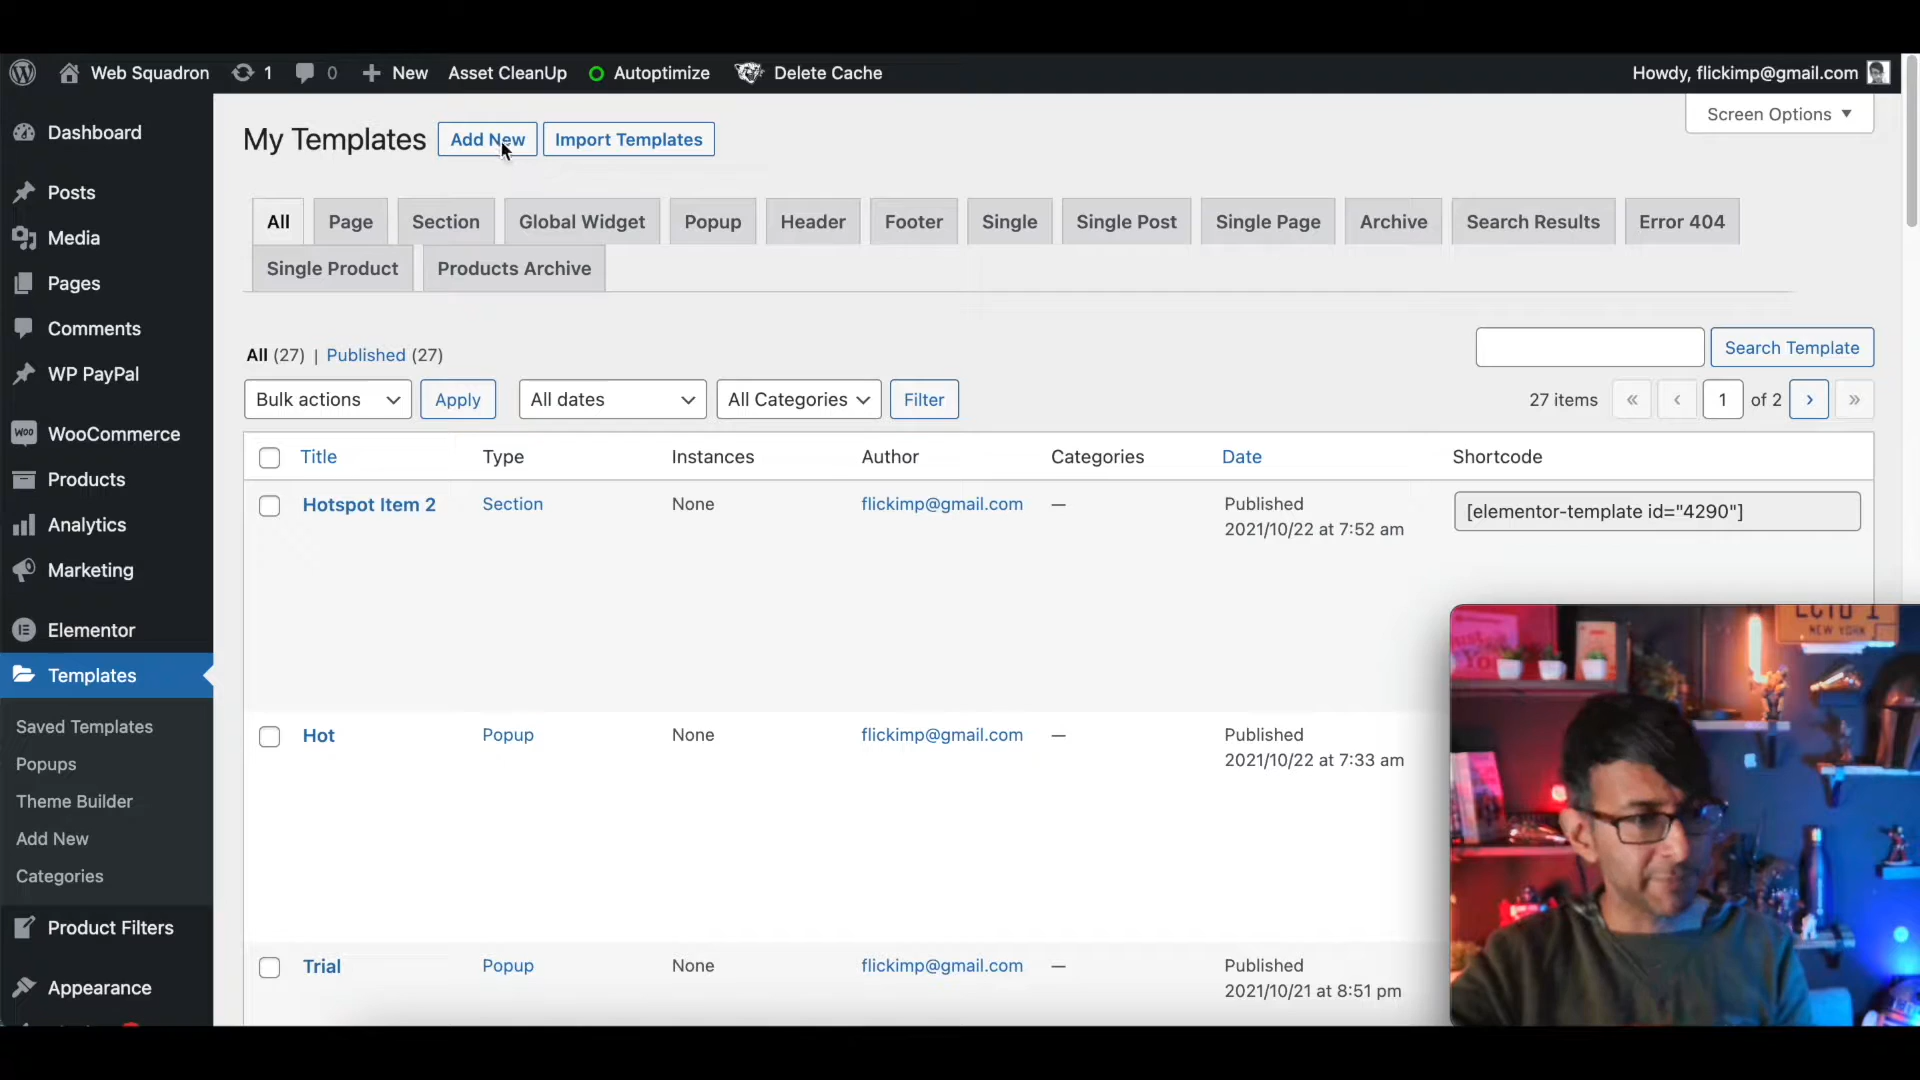 Web Squadron 1 0 New Asset CleanUp Autoptimize Delete Cache Howdy, flickimp@gmail.com
Screen Options
My Templates Add New Import Templates
All Page Section Global Widget Popup Header Footer Single Single Post Single Page Archive Search Results Error 404
Single Product Products Archive
All (27) | Published (27)
Search Template
Bulk actions Apply All dates All Categories Filter 27 items « ‹ 1 of 2 › »
Title Type Instances Author Categories Date Shortcode
Hotspot Item 2 Section None flickimp@gmail.com — Published
2021/10/22 at 7:52 am
[elementor-template id="4290"]
Hot Popup None flickimp@gmail.com — Published
2021/10/22 at 7:33 am
Trial Popup None flickimp@gmail.com — Published
2021/10/21 at 8:51 pm
Dashboard
Posts
Media
Pages
Comments
WP PayPal
Woo WooCommerce
Products
Analytics
Marketing
Elementor
Templates
Saved Templates
Popups
Theme Builder
Add New
Categories
Product Filters
Appearance
NEW YORK